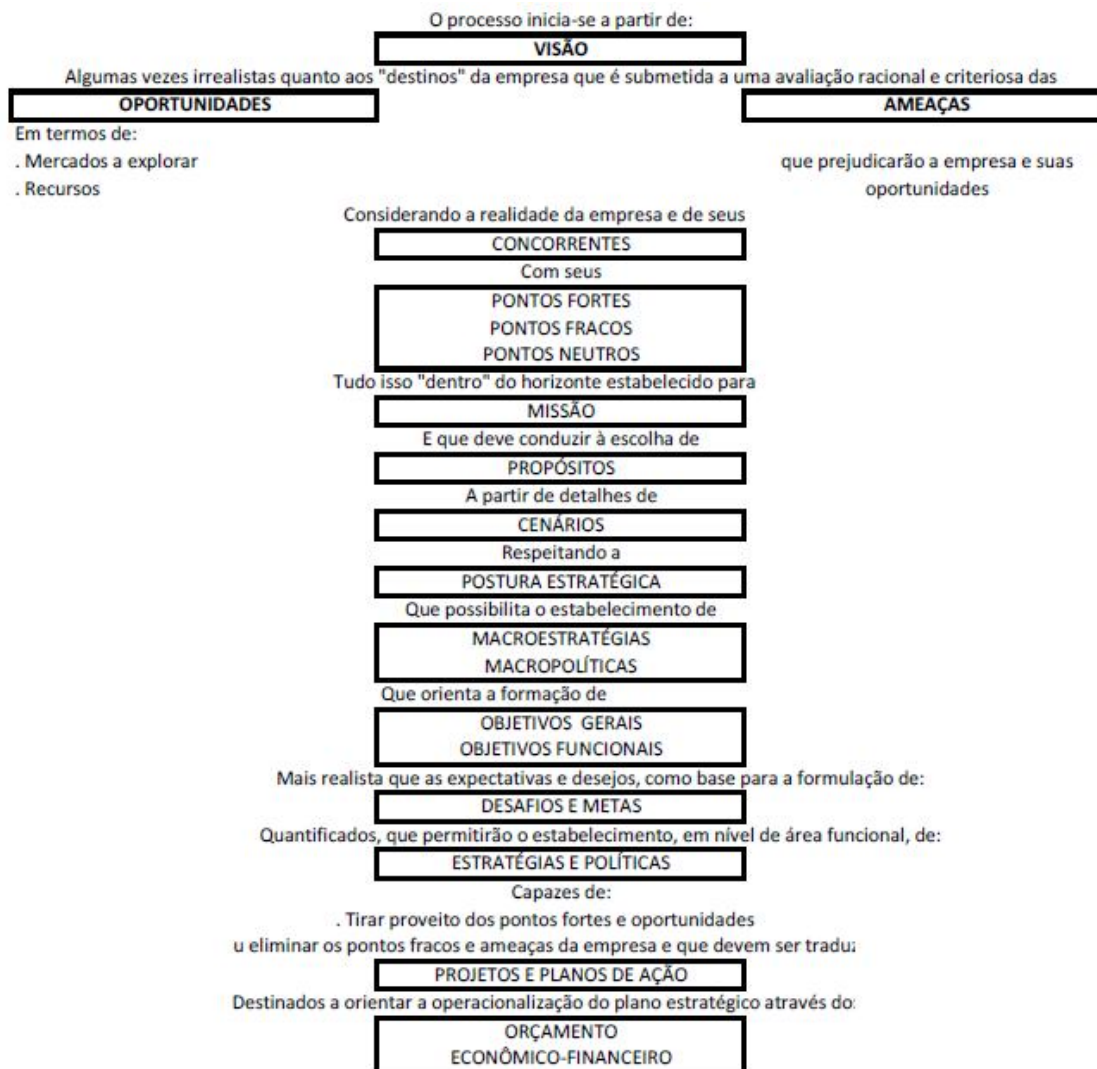 O processo inicia-se a partir de:
VISÃO
Algumas vezes irrealistas quanto aos "destinos" da empresa que é submetida a uma avaliação racional e criteriosa das
OPORTUNIDADES
AMEAÇAS
Em termos de:
. Mercados a explorar
. Recursos
que prejudicarão a empresa e suas
oportunidades
Considerando a realidade da empresa e de seus
CONCORRENTES
Com seus
PONTOS FORTES
PONTOS FRACOS
PONTOS NEUTROS
Tudo isso "dentro" do horizonte estabelecido para
MISSÃO
E que deve conduzir à escolha de
PROPÓSITOS
A partir de detalhes de
CENÁRIOS
Respeitando a
POSTURA ESTRATÉGICA
Que possibilita o estabelecimento de
MACROESTRATÉGIAS
MACROPOLÍTICAS
Que orienta a formação de
OBJETIVOS GERAIS
OBJETIVOS FUNCIONAIS
Mais realista que as expectativas e desejos, como base para a formulação de:
DESAFIOS E METAS
Quantificados, que permitirão o estabelecimento, em nível de área funcional, de:
ESTRATÉGIAS E POLÍTICAS
Capazes de:
. Tirar proveito dos pontos fortes e oportunidades
u eliminar os pontos fracos e ameaças da empresa e que devem ser
PROJETOS E PLANOS DE AÇÃO
Destinados a orientar a operacionalização do plano estratégico através
ORÇAMENTO
ECONÔMICO-FINANCEIRO